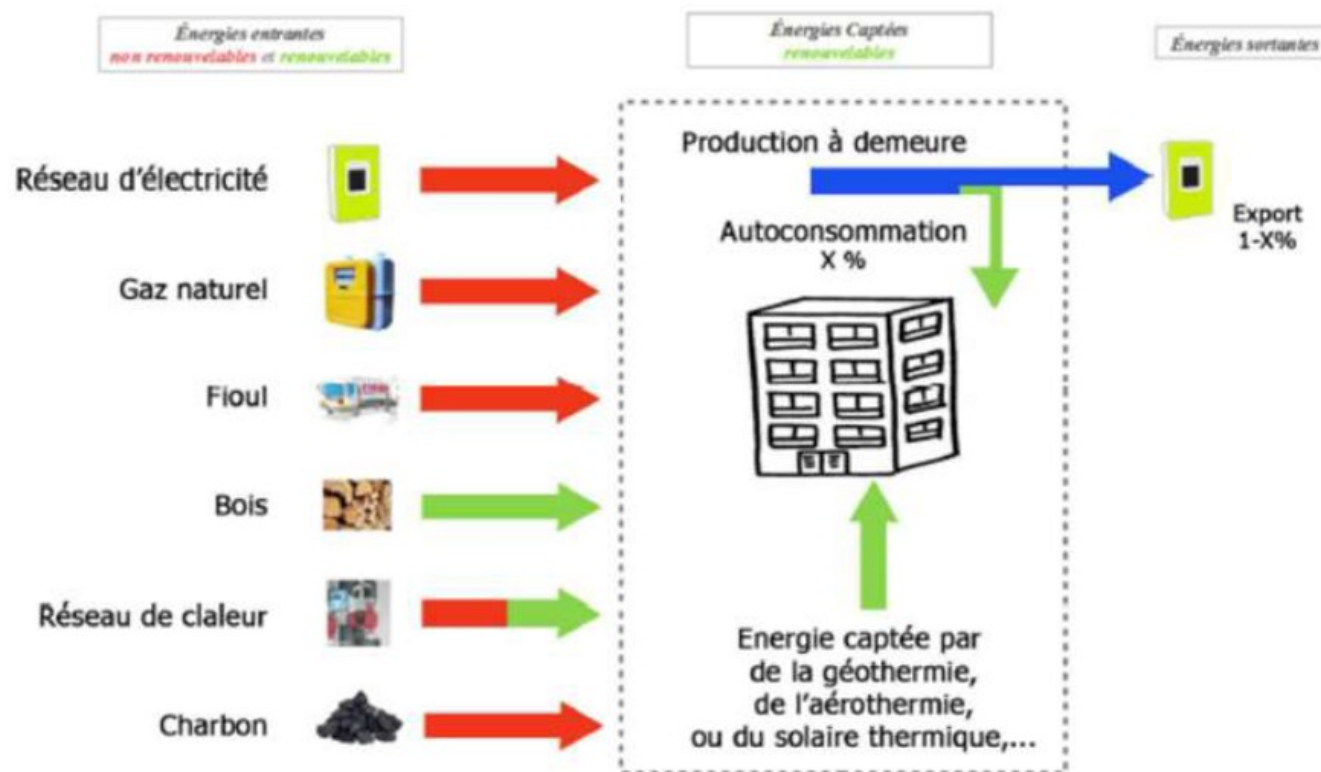 Énergies entrantes
non renouvelables et renouvelables
Énergies Captées
renouvelables
Énergies sortantes
Réseau d'électricité
Gaz naturel
Fioul
Bois
Réseau de claleur
Charbon
Production à demeure
Autoconsommation
X %
Export
1-X%
Energie captée par
de la géothermie,
de l'aérothermie,
ou du solaire thermique,...